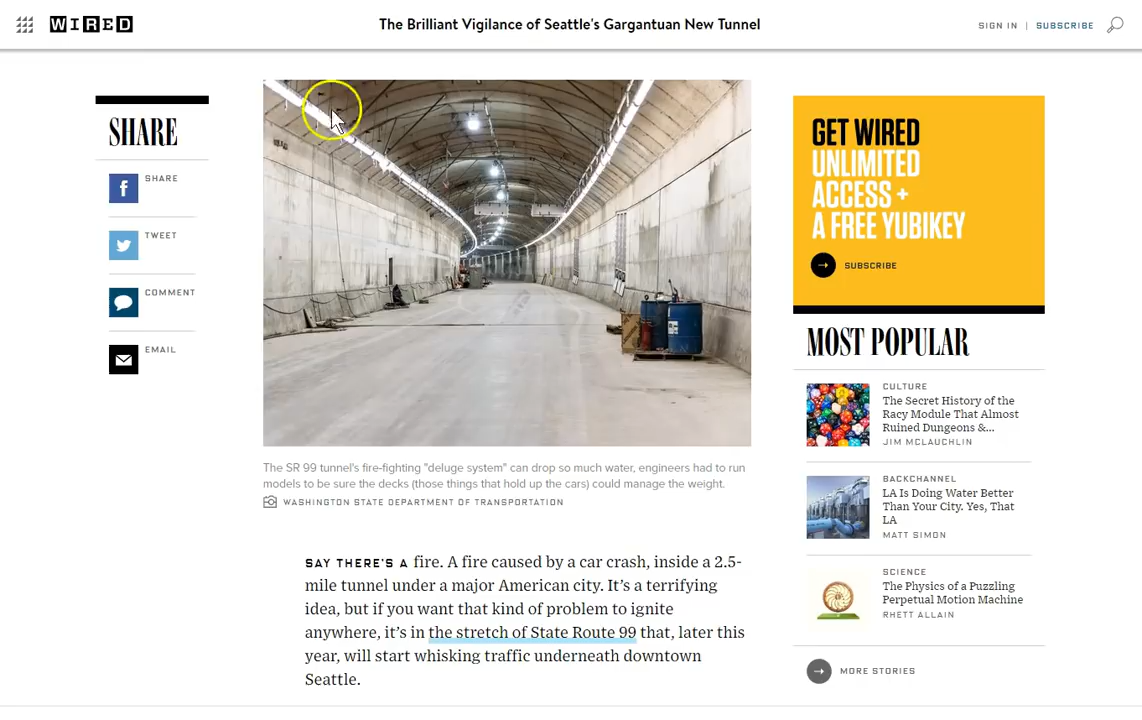 WIRED
The Brilliant Vigilance of Seattle's Gargantuan New Tunnel
SIGN IN | SUBSCRIBE
SHARE
SHARE
TWEET
COMMENT
EMAIL
The SR 99 tunnel's fire-fighting "deluge system" can drop so much water, engineers had to run
models to be sure the decks (those things that hold up the cars) could manage the weight.
WASHINGTON STATE DEPARTMENT OF TRANSPORTATION
SAY THERE'S A fire. A fire caused by a car crash, inside a 2.5-
mile tunnel under a major American city. It's a terrifying
idea, but if you want that kind of problem to ignite
anywhere, it's in the stretch of State Route 99 that, later this
year, will start whisking traffic underneath downtown
Seattle.
GET WIRED
UNLIMITED
ACCESS +
A FREE YUBIKEY
SUBSCRIBE
MOST POPULAR
CULTURE
The Secret History of the
Racy Module That Almost
Ruined Dungeons &...
JIM MCLAUCHLIN
BACKCHANNEL
LA Is Doing Water Better
Than Your City. Yes, That
LA
MATT SIMON
SCIENCE
The Physics of a Puzzling
Perpetual Motion Machine
RHETT ALLAIN
MORE STORIES